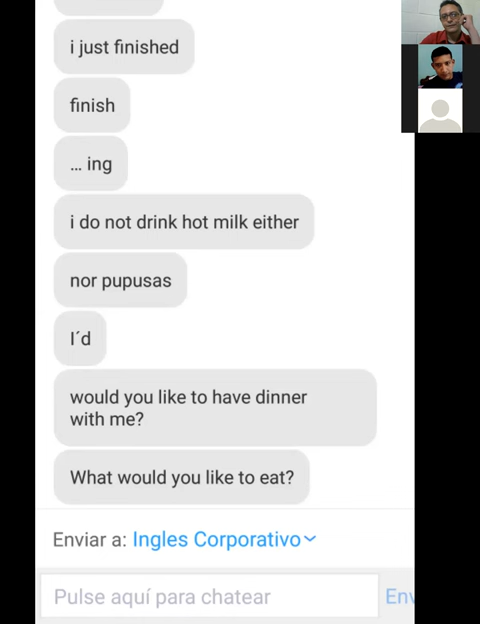 i just finished
finish
... ing
i do not drink hot milk either
nor pupusas
I´d
would you like to have dinner
with me?
What would you like to eat?
Enviar a: Ingles Corporativo
Pulse aquí para chatear